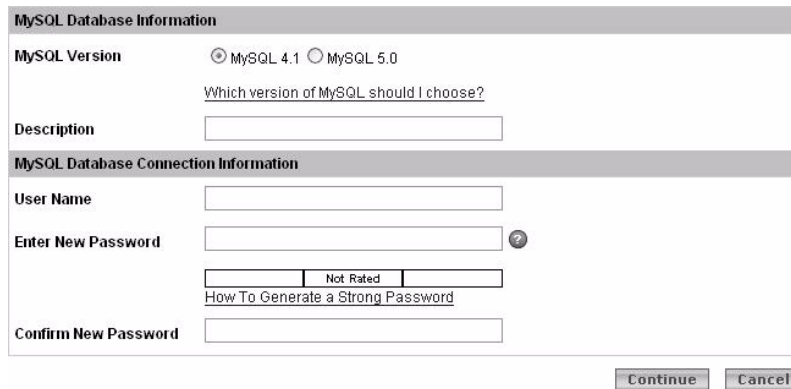 MySQL Database Information
MySQL Version MySQL 4.1 MySQL 5.0
Which version of MySQL should I choose?
Description
MySQL Database Connection Information
User Name
Enter New Password ?
Not Rated
How To Generate a Strong Password
Confirm New Password
Continue Cancel